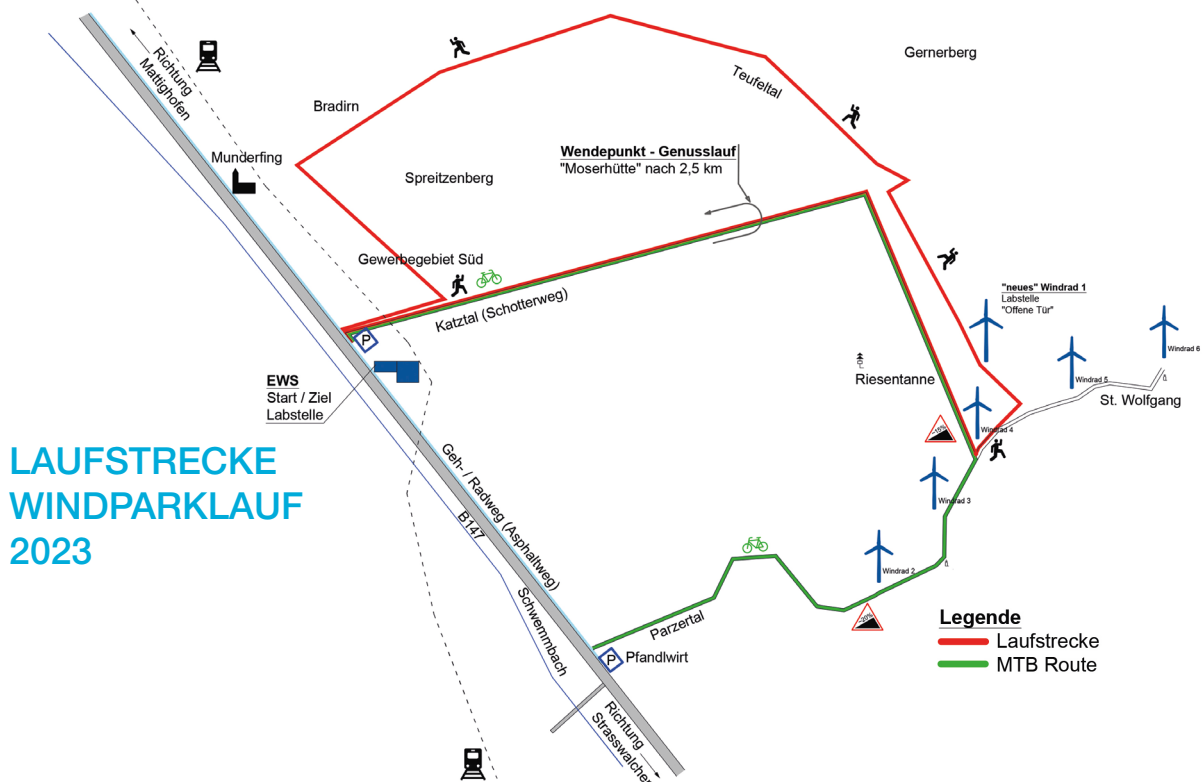 Richtung
Mattighofen
Gernerberg
Teufeltal
Bradirn
Munderfing
Wendepunkt - Genusslauf
"Moserhütte" nach 2,5 km
Spreitzenberg
Gewerbegebiet Süd
Katztal (Schotterweg)
"neues" Windrad 1
Labstelle
"Offene Tür"
Windrad 6
Windrad 5
St. Wolfgang
P
EWS
Start / Ziel
Labstelle
Riesentanne
~16%
Windrad 4
LAUFSTRECKE
WINDPARKLAUF
2023
Geh- / Radweg (Asphaltweg)
B147
Windrad 3
Windrad 2
Schwemmbach
Parzertal
~20%
P
Pfandlwirt
Legende
Laufstrecke
MTB Route
Richtung
Strasswalchen